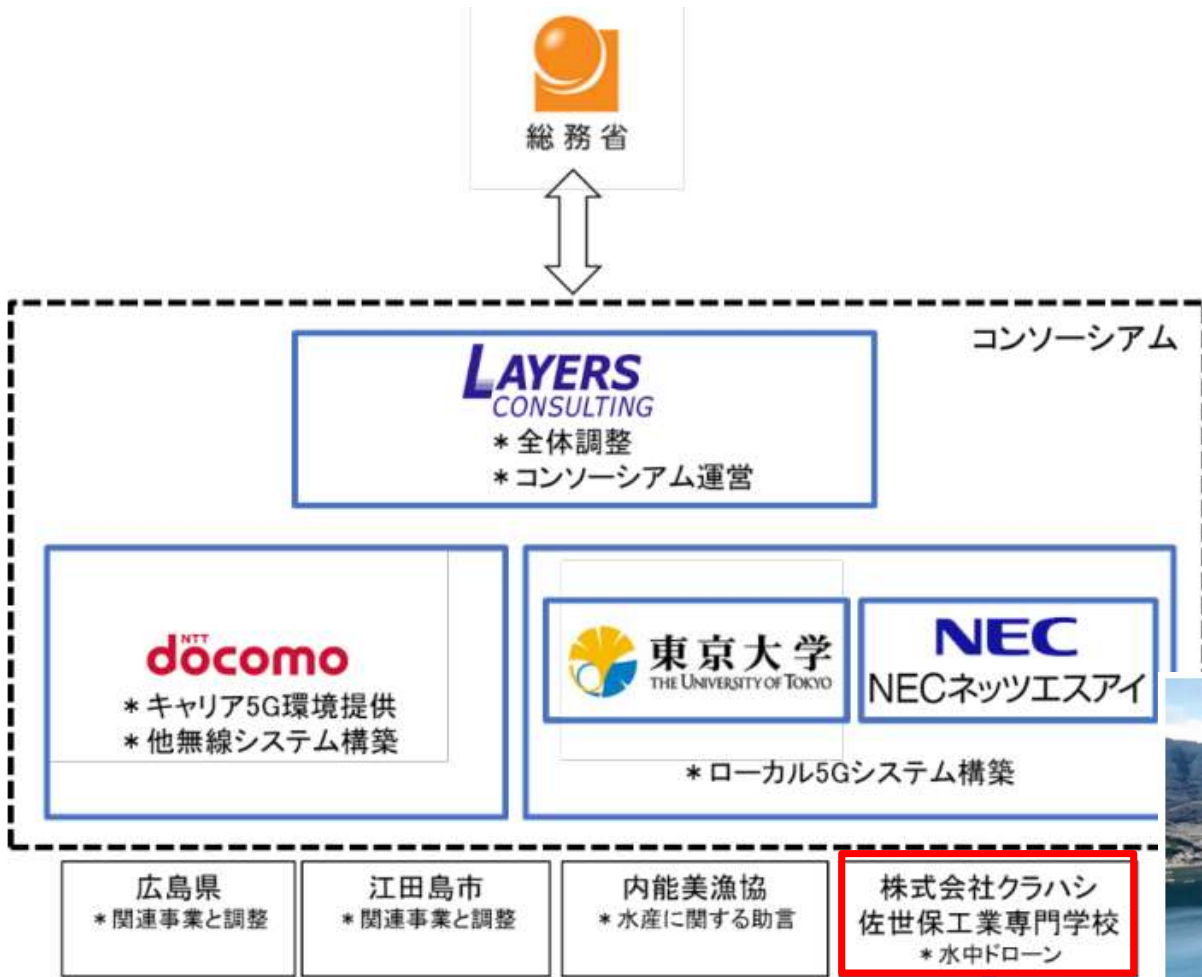 総務省
コンソーシアム
LAYERS
CONSULTING
*全体調整
*コンソーシアム運営
NTT
döcomo
*キャリア5G環境提供
*他無線システム構築
東京大学
THE UNIVERSITY OF TOKYO
NEC
NECネッツエスアイ
*ローカル5Gシステム構築
広島県
*関連事業と調整
江田島市
*関連事業と調整
内能美漁協
*水産に関する助言
株式会社クラハシ
佐世保工業専門学校
*水中ドローン